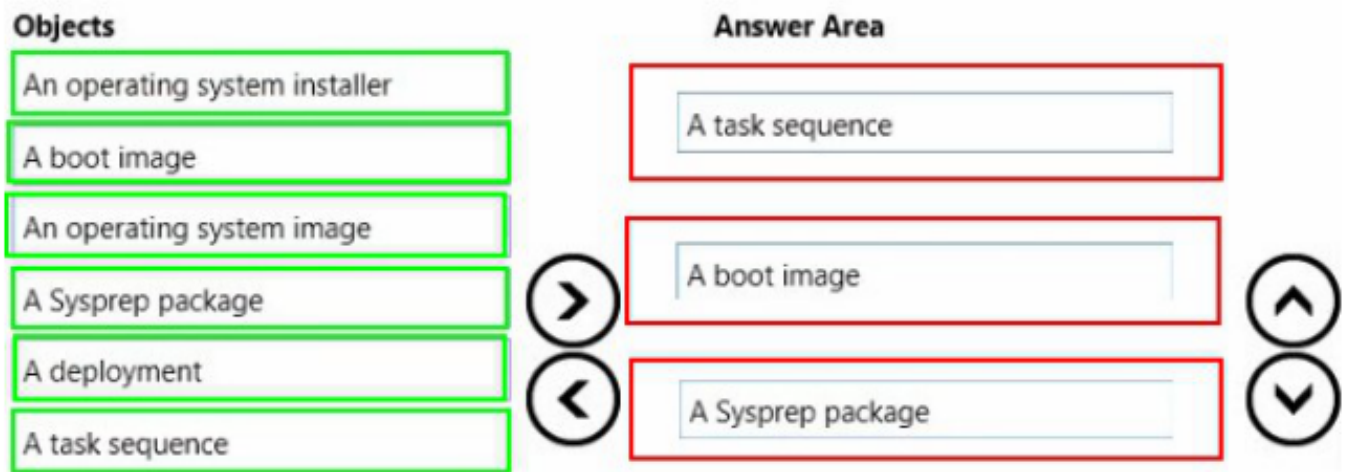 Objects
An operating system installer
A boot image
An operating system image
A Sysprep package
A deployment
A task sequence
Answer Area
A task sequence
A boot image
A Sysprep package